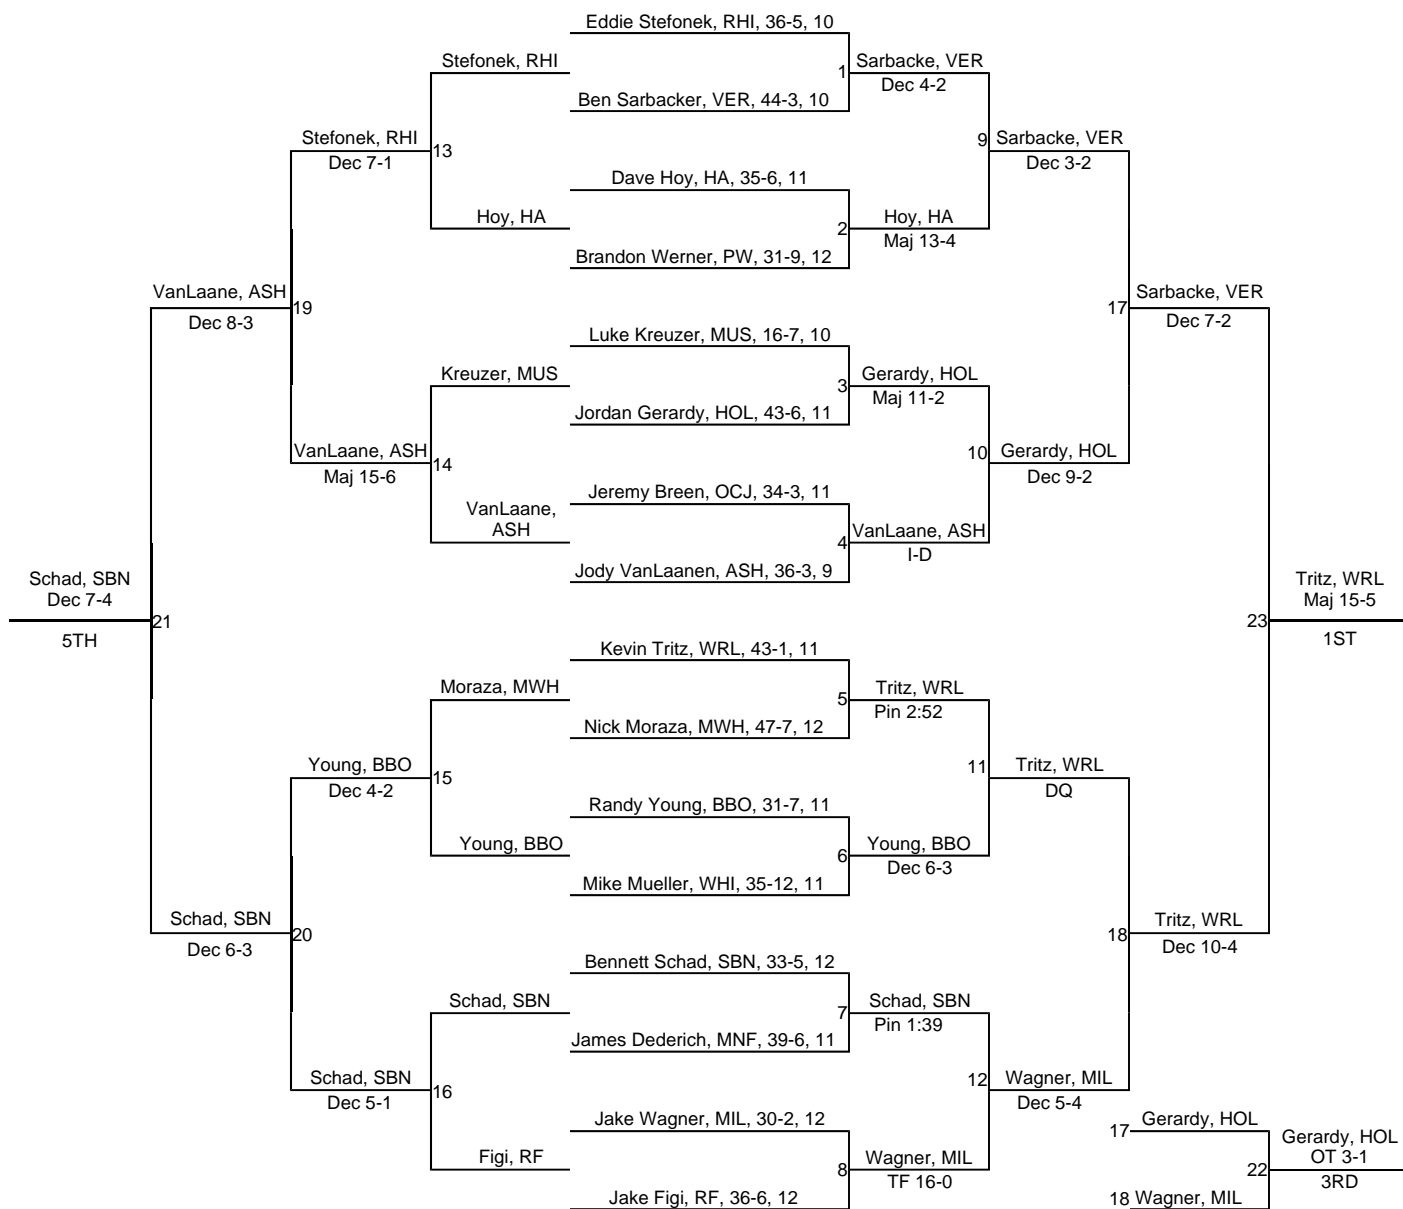 Eddie Stefonek, RHI, 36-5, 10
Stefonek, RHI
1
Sarbacke, VER
Dec 4-2
Ben Sarbacker, VER, 44-3, 10
Stefonek, RHI
Dec 7-1
13
9
Sarbacke, VER
Dec 3-2
Dave Hoy, HA, 35-6, 11
Hoy, HA
2
Hoy, HA
Maj 13-4
Brandon Werner, PW, 31-9, 12
VanLaane, ASH
Dec 8-3
19
17
Sarbacke, VER
Dec 7-2
Luke Kreuzer, MUS, 16-7, 10
Kreuzer, MUS
3
Gerardy, HOL
Maj 11-2
Jordan Gerardy, HOL, 43-6, 11
VanLaane, ASH
Maj 15-6
14
10
Gerardy, HOL
Dec 9-2
Jeremy Breen, OCJ, 34-3, 11
VanLaane,
ASH
4
VanLaane, ASH
I-D
Jody VanLaanen, ASH, 36-3, 9
Schad, SBN
Dec 7-4
21
5TH
Tritz, WRL
Maj 15-5
23
1ST
Kevin Tritz, WRL, 43-1, 11
Moraza, MWH
5
Tritz, WRL
Pin 2:52
Nick Moraza, MWH, 47-7, 12
Young, BBO
Dec 4-2
15
11
Tritz, WRL
DQ
Randy Young, BBO, 31-7, 11
Young, BBO
6
Young, BBO
Dec 6-3
Mike Mueller, WHI, 35-12, 11
Schad, SBN
Dec 6-3
20
18
Tritz, WRL
Dec 10-4
Bennett Schad, SBN, 33-5, 12
Schad, SBN
7
Schad, SBN
Pin 1:39
James Dederich, MNF, 39-6, 11
Schad, SBN
Dec 5-1
16
12
Wagner, MIL
Dec 5-4
Jake Wagner, MIL, 30-2, 12
17
Gerardy, HOL
Figi, RF
8
Wagner, MIL
TF 16-0
22
Gerardy, HOL
OT 3-1
3RD
Jake Figi, RF, 36-6, 12
18 Wagner, MIL